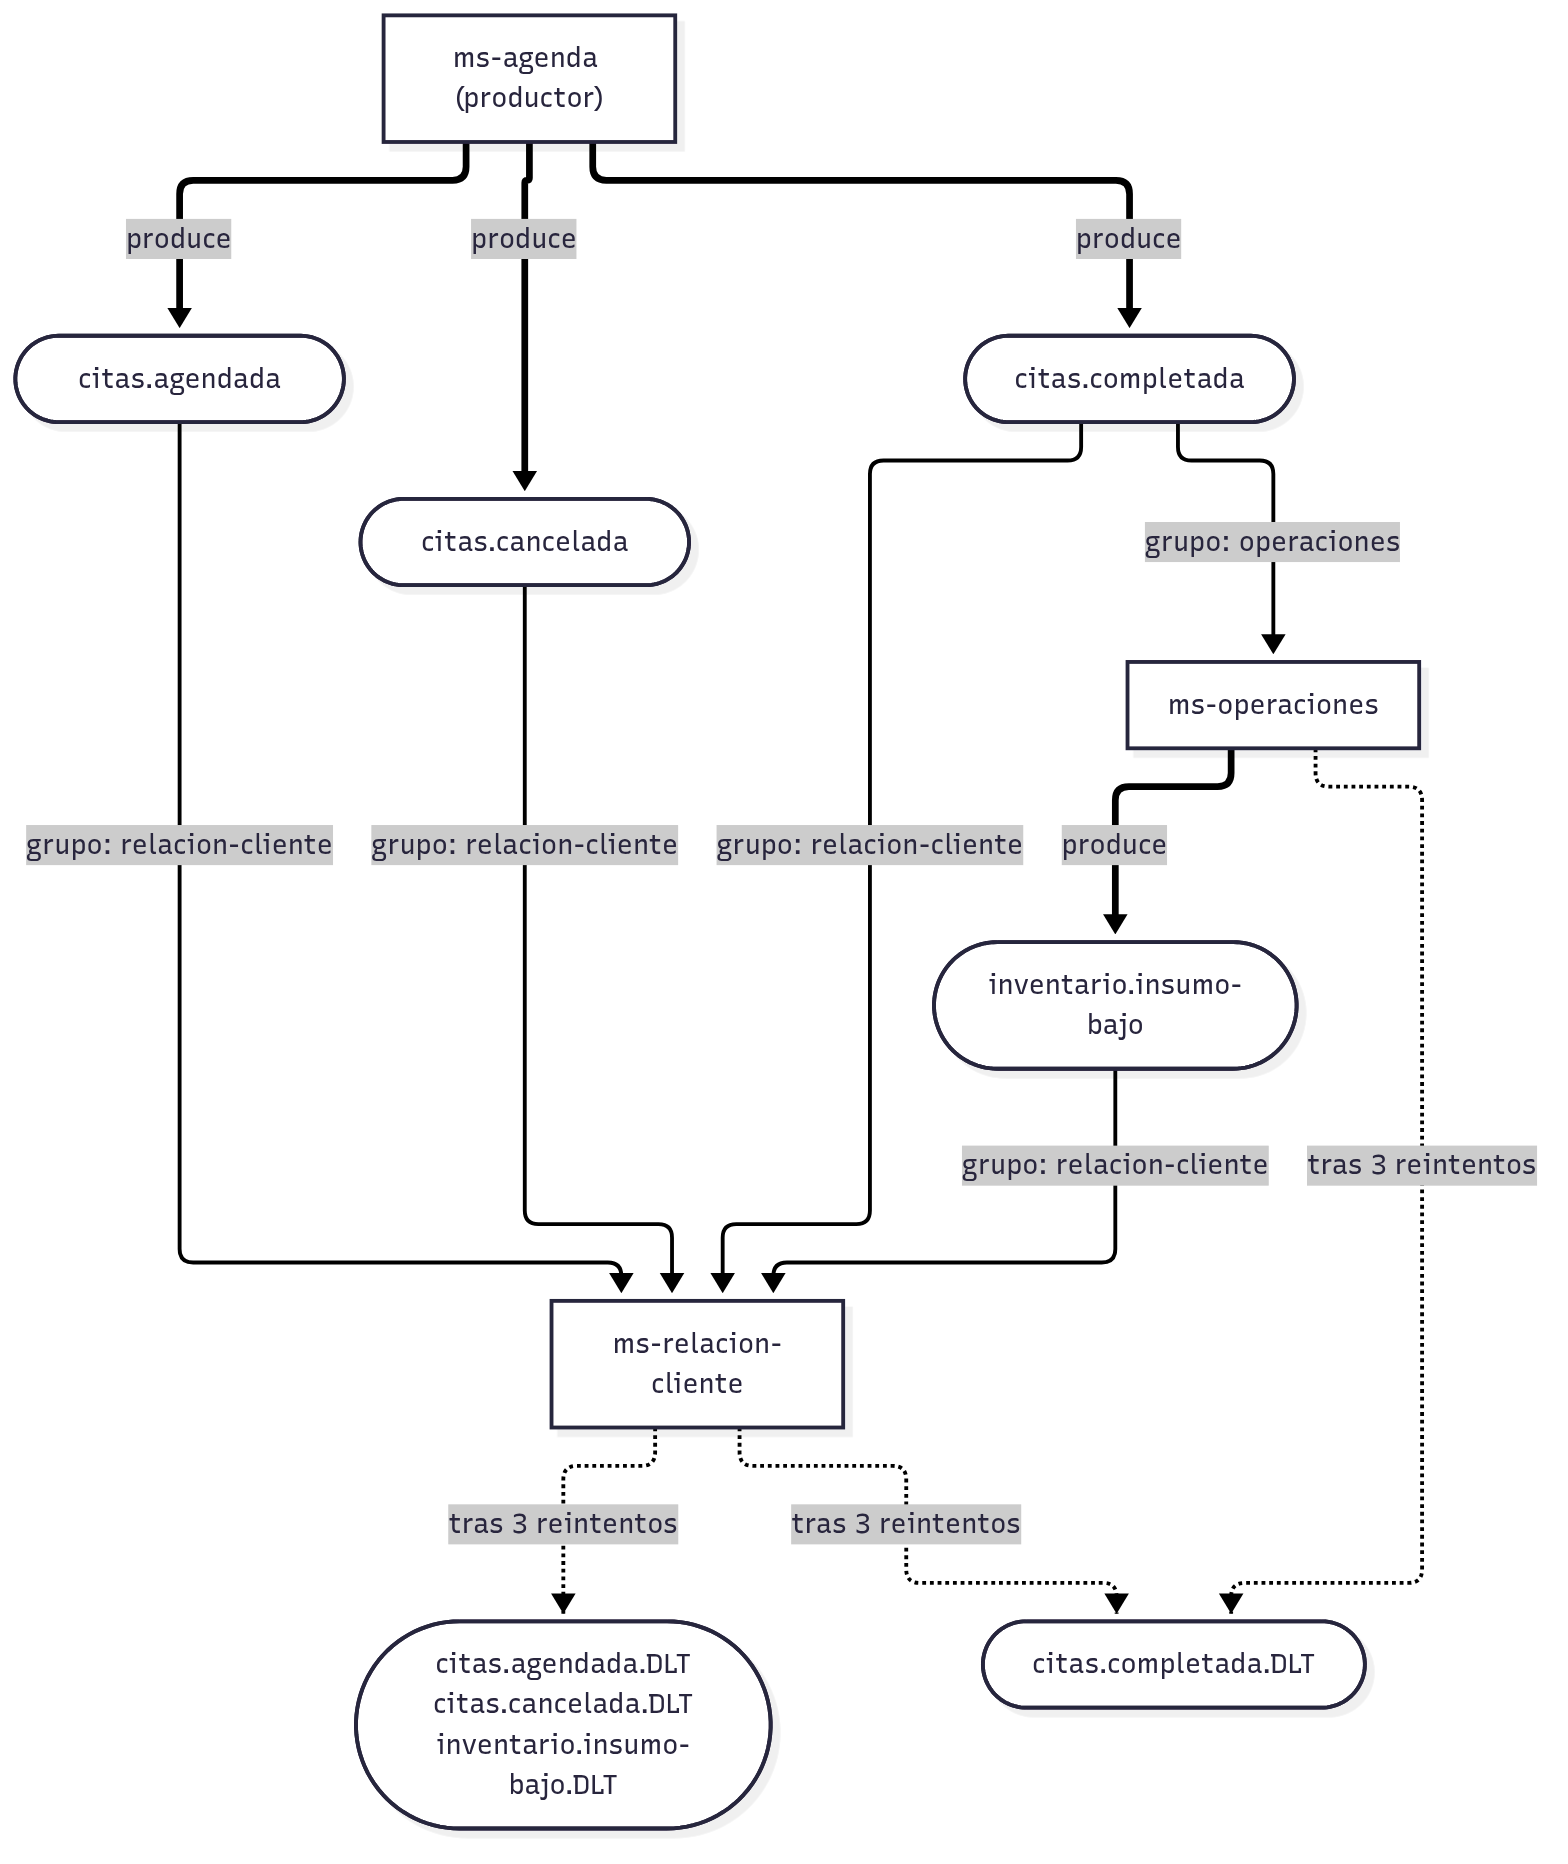 ms-agenda
(productor)
produce
produce
produce
citas.agendada
citas.completada
citas.cancelada
grupo: operaciones
ms-operaciones
grupo: relacion-cliente
grupo: relacion-cliente
grupo: relacion-cliente
produce
inventario.insumo-
bajo
grupo: relacion-cliente
tras 3 reintentos
ms-relacion-
cliente
tras 3 reintentos
tras 3 reintentos
citas.agendada.DLT
citas.cancelada.DLT
inventario.insumo-
bajo.DLT
citas.completada.DLT